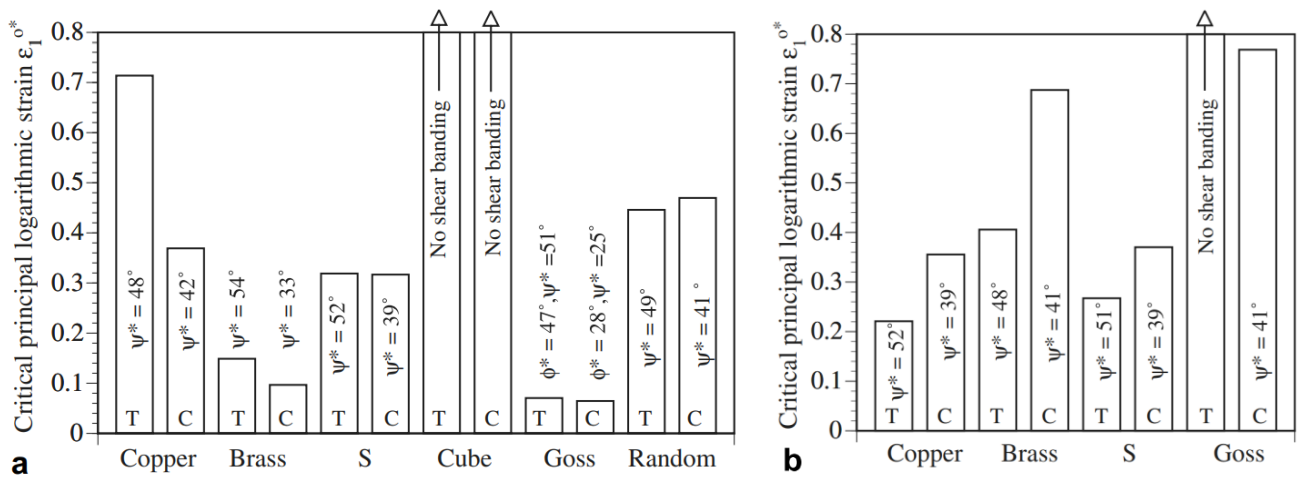 Critical principal logarithmic strain ε₁ᵒ*
0.8
0.7
0.6
0.5
0.4
0.3
0.2
0.1
0
ψ* = 48°
ψ* = 42°
ψ* = 54°
ψ* = 33°
ψ* = 52°
ψ* = 39°
No shear banding
No shear banding
ϕ* = 47°,ψ* =51°
ϕ* = 28°,ψ* =25°
ψ* = 49°
ψ* = 41°
T C T C T C T C T C T C
Copper Brass S Cube Goss Random
a
Critical principal logarithmic strain ε₁ᵒ*
0.8
0.7
0.6
0.5
0.4
0.3
0.2
0.1
0
ψ* = 52°
ψ* = 39°
ψ* = 48°
ψ* = 41°
ψ* = 51°
ψ* = 39°
No shear banding
ψ* = 41°
T C T C T C T C
Copper Brass S Goss
b